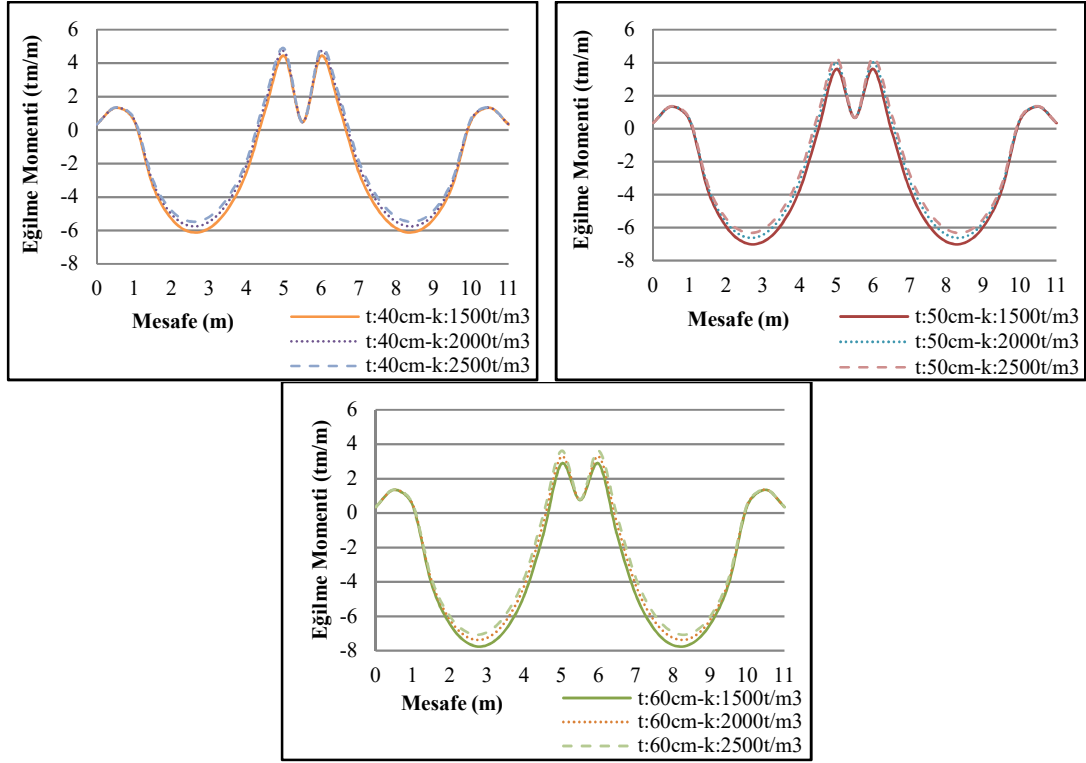 Eğilme Momenti (tm/m)
6
4
2
0
-2
-4
-6
-8
0 1 2 3 4 5 6 7 8 9 10 11
Mesafe (m)
t:40cm-k:1500t/m3
t:40cm-k:2000t/m3
t:40cm-k:2500t/m3
Eğilme Momenti (tm/m)
6
4
2
0
-2
-4
-6
-8
0 1 2 3 4 5 6 7 8 9 10 11
Mesafe (m)
t:50cm-k:1500t/m3
t:50cm-k:2000t/m3
t:50cm-k:2500t/m3
Eğilme Momenti (tm/m)
6
4
2
0
-2
-4
-6
-8
0 1 2 3 4 5 6 7 8 9 10 11
Mesafe (m)
t:60cm-k:1500t/m3
t:60cm-k:2000t/m3
t:60cm-k:2500t/m3